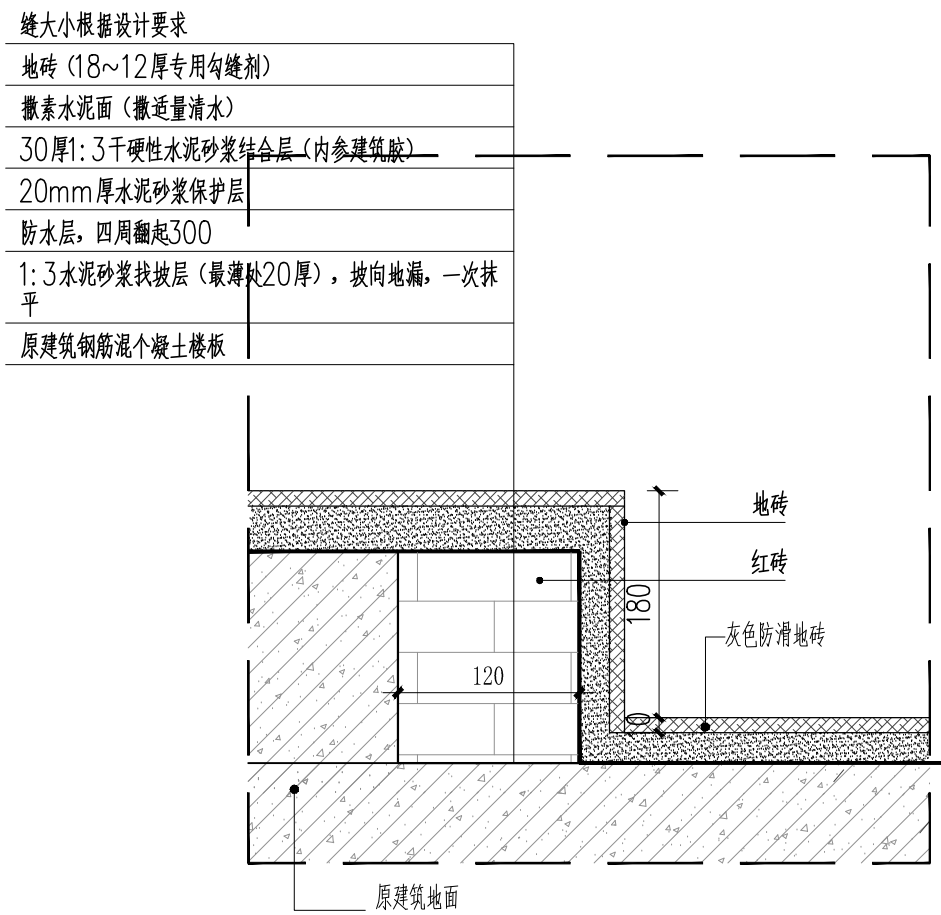 缝大小根据设计要求
地砖（18~12厚专用勾缝剂）
撒素水泥面（撒适量清水）
30厚1:3干硬性水泥砂浆结合层（内参建筑胶）
20mm厚水泥砂浆保护层
防水层，四周翻起300
1:3水泥砂浆找坡层（最薄处20厚），坡向地漏，一次抹
平
原建筑钢筋混个凝土楼板
地砖
红砖
180
灰色防滑地砖
120
0
原建筑地面